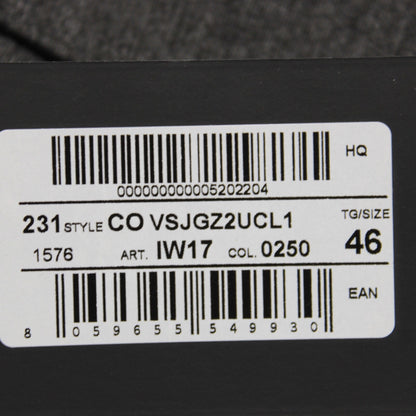 HQ
000000000005202204
231 STYLE CO VSJGZ2UCL1 TG/SIZE
1576 ART. IW17 COL. 0250 46
EAN
8 059655 549930